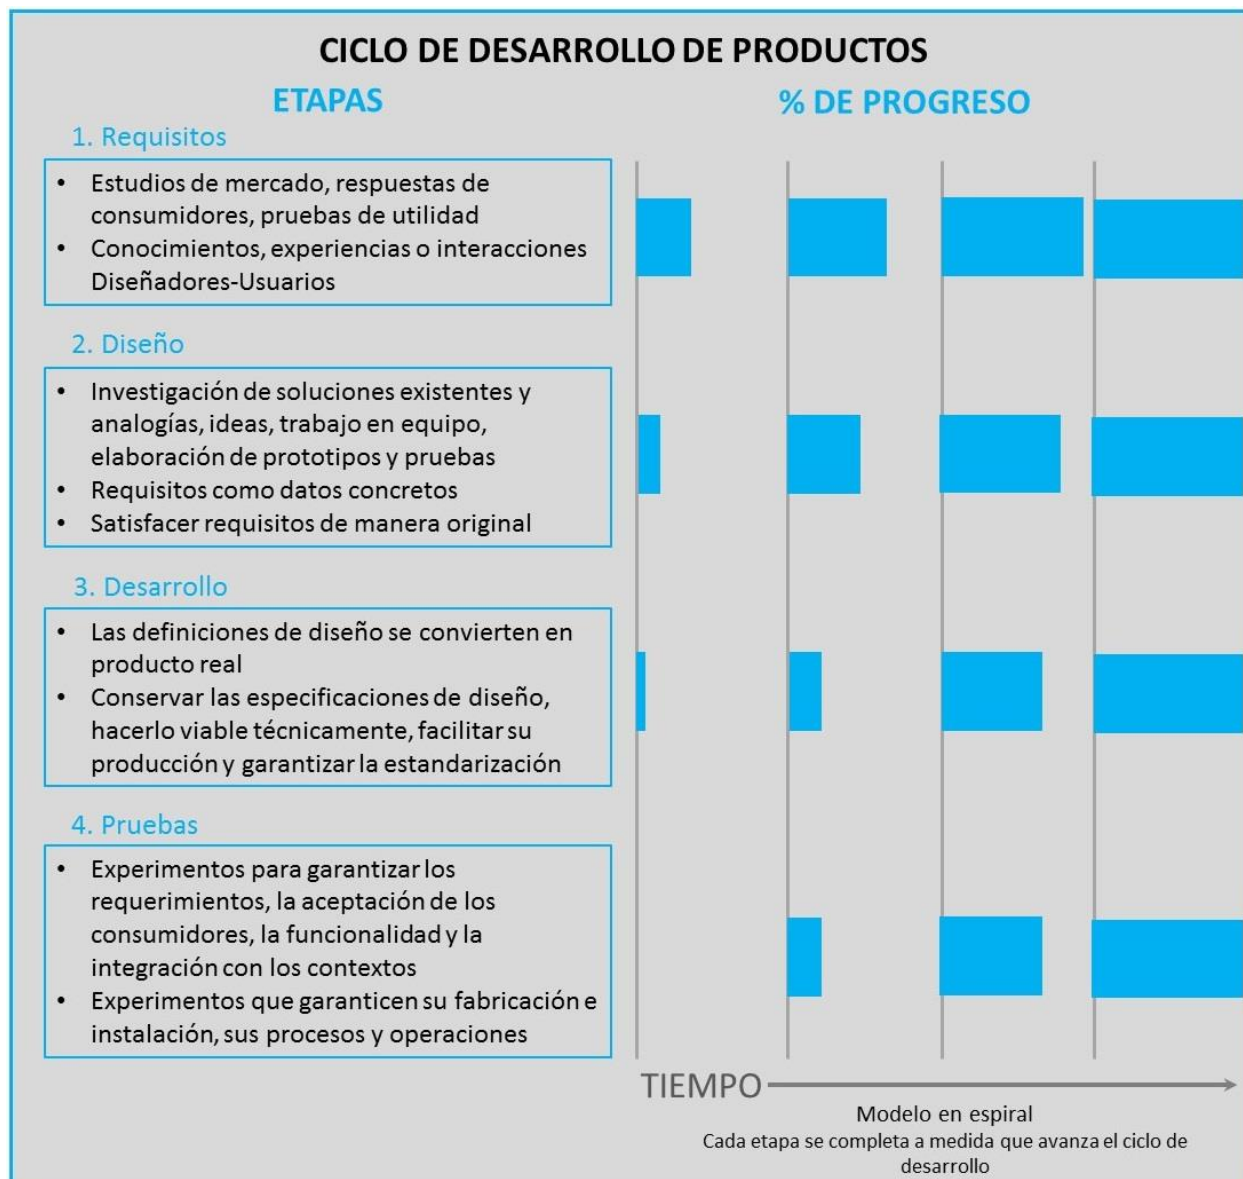 CICLO DE DESARROLLO DE PRODUCTOS
ETAPAS
% DE PROGRESO
1. Requisitos
• Estudios de mercado, respuestas de
consumidores, pruebas de utilidad
• Conocimientos, experiencias o interacciones
Diseñadores-Usuarios
2. Diseño
• Investigación de soluciones existentes y
analogías, ideas, trabajo en equipo,
elaboración de prototipos y pruebas
• Requisitos como datos concretos
• Satisfacer requisitos de manera original
3. Desarrollo
• Las definiciones de diseño se convierten en
producto real
• Conservar las especificaciones de diseño,
hacerlo viable técnicamente, facilitar su
producción y garantizar la estandarización
4. Pruebas
• Experimentos para garantizar los
requerimientos, la aceptación de los
consumidores, la funcionalidad y la
integración con los contextos
• Experimentos que garanticen su fabricación e
instalación, sus procesos y operaciones
TIEMPO
Modelo en espiral
Cada etapa se completa a medida que avanza el ciclo de
desarrollo